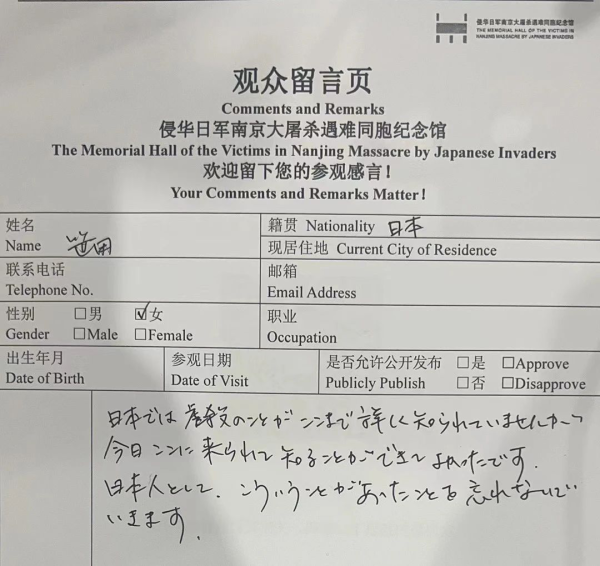 侵华日军南京大屠杀遇难同胞纪念馆
THE MEMORIAL HALL OF THE VICTIMS IN
NANJING MASSACRE BY JAPANESE INVADERS
观众留言页
Comments and Remarks
侵华日军南京大屠杀遇难同胞纪念馆
The Memorial Hall of the Victims in Nanjing Massacre by Japanese Invaders
欢迎留下您的参观感言！
Your Comments and Remarks Matter！
姓名
Name 笹田
籍贯 Nationality 日本
现居住地 Current City of Residence
联系电话
Telephone No.
邮箱
Email Address
性别 □男 ☑女
Gender □Male □Female
职业
Occupation
出生年月
Date of Birth
参观日期
Date of Visit
是否允许公开发布 □是 □Approve
Publicly Publish □否 □Disapprove
日本では虐殺のことがここまで詳しく知られていませんから
今日ここに来られて知ることができてよかったです.
日本人として、こういうことがあったことを忘れないで
いきます.